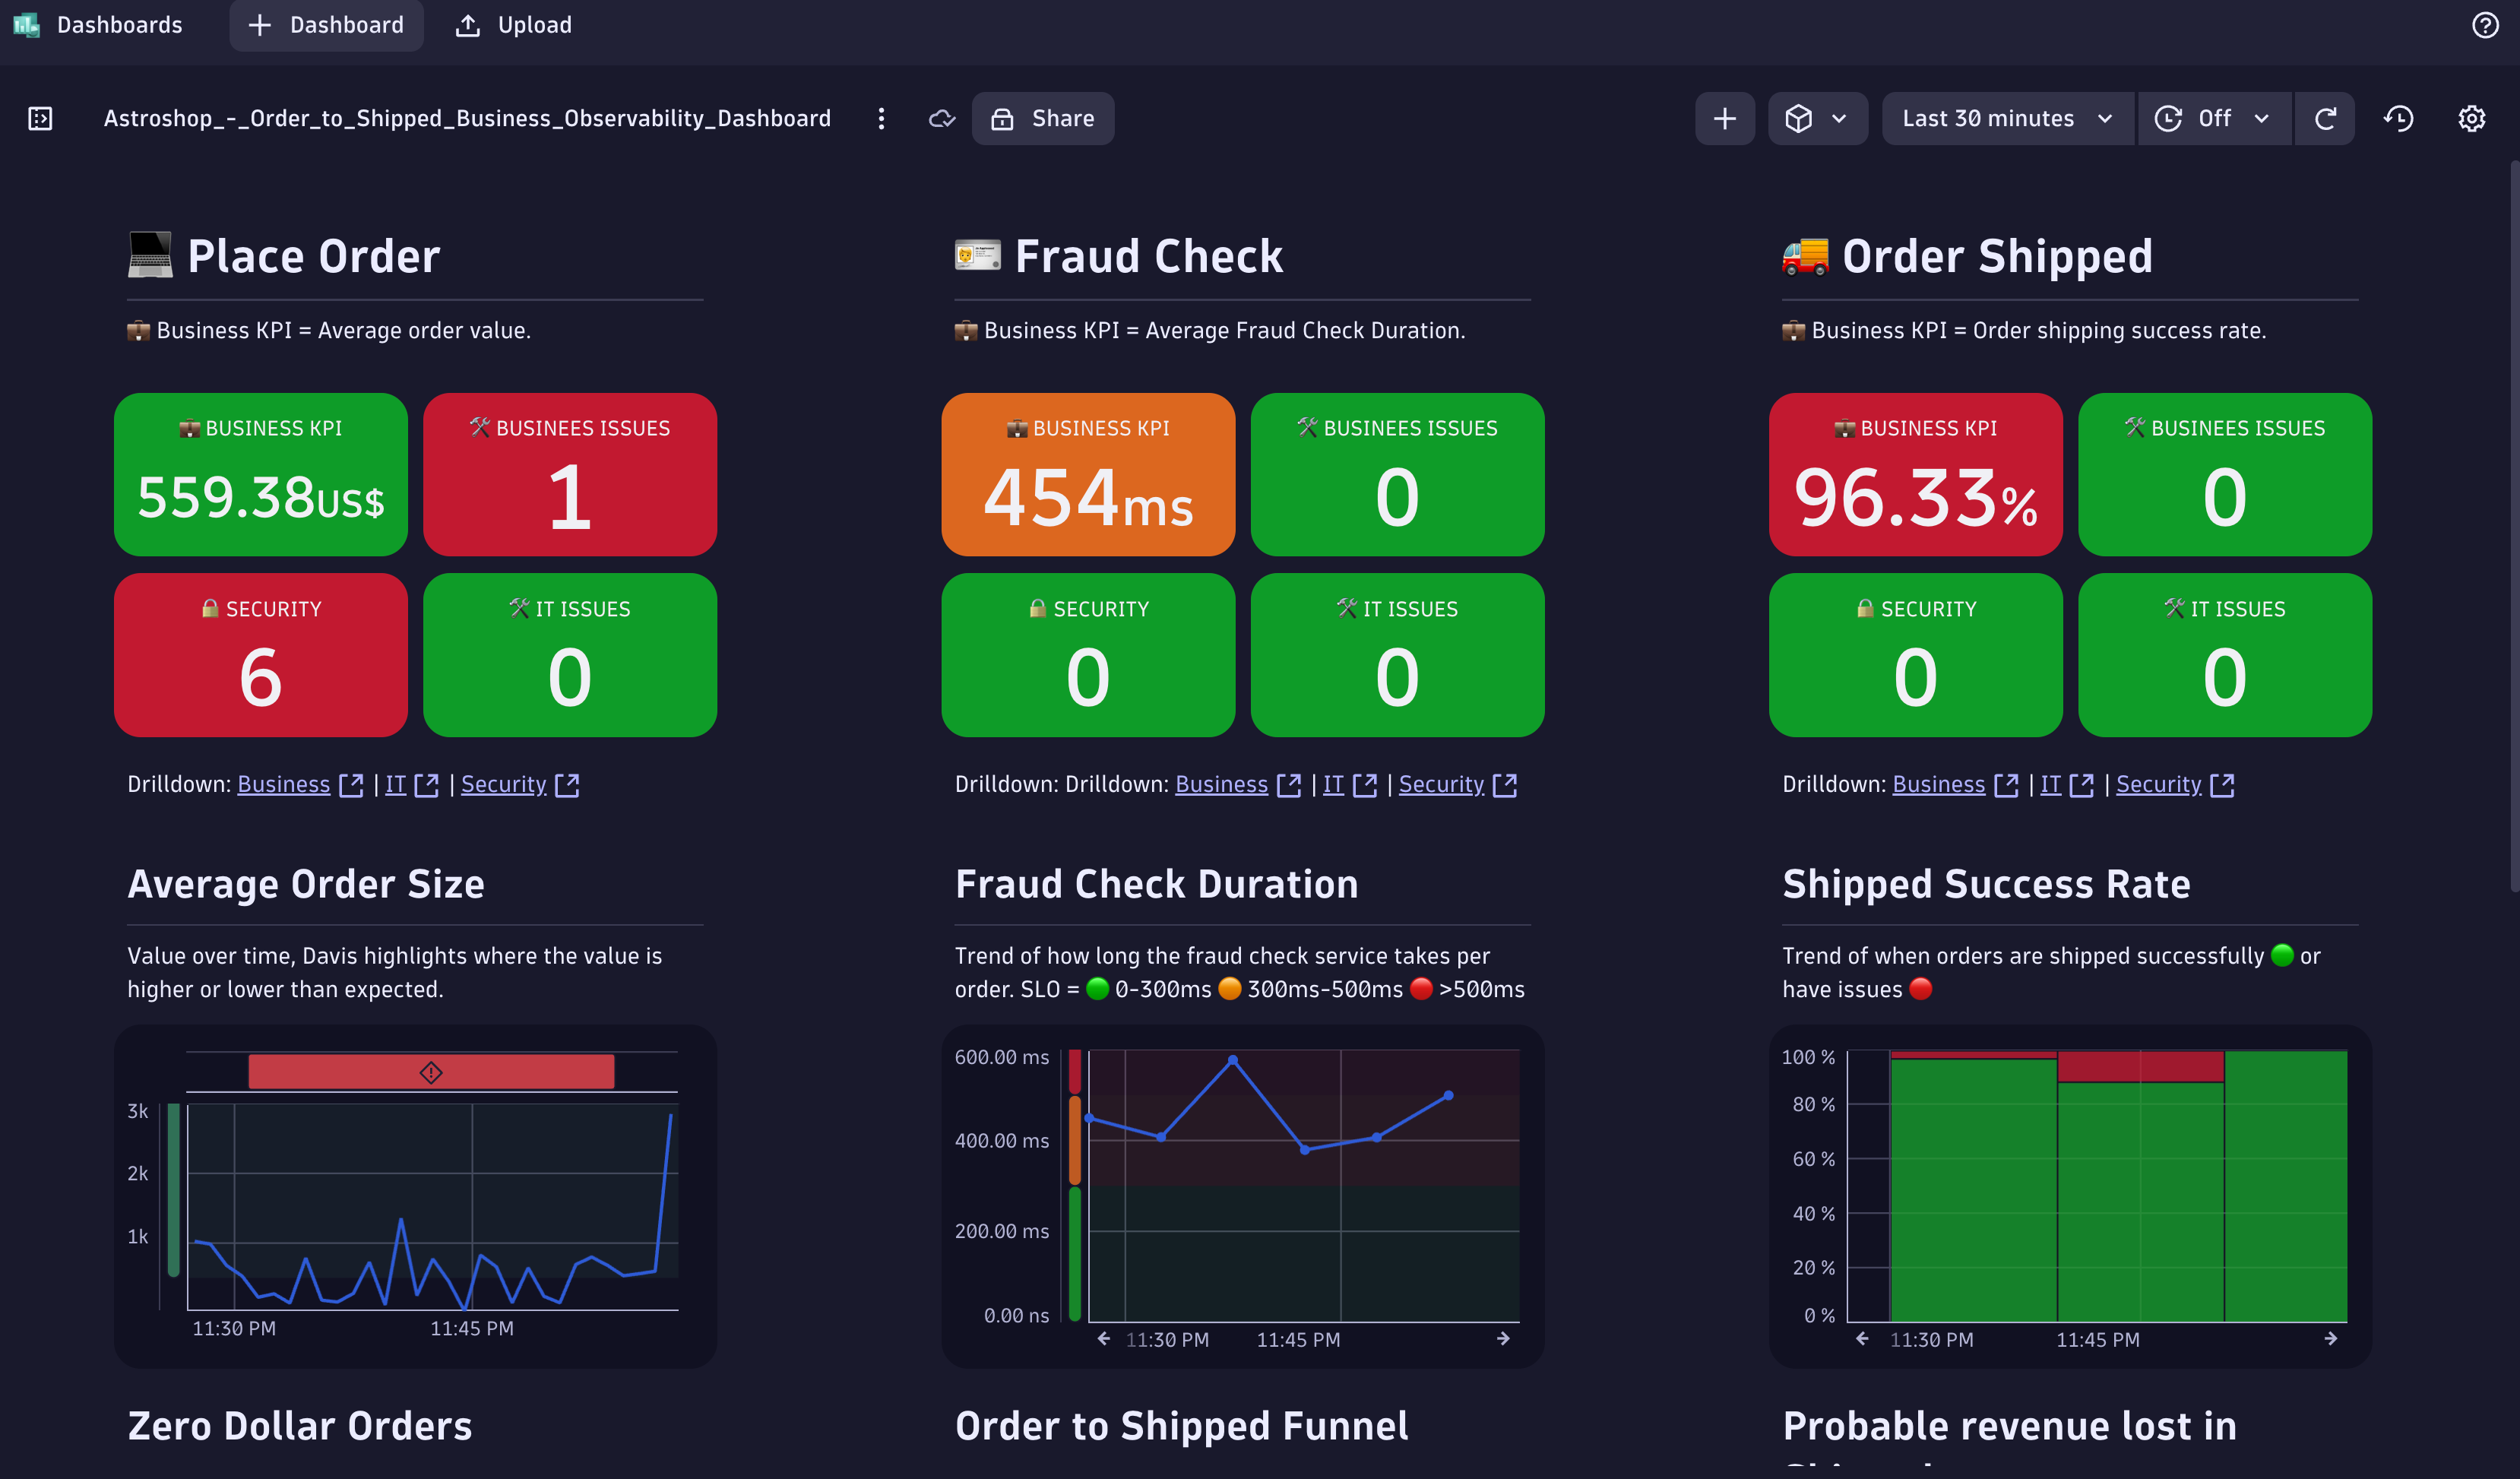 Dashboards
Dashboard
Upload
Astroshop_-_Order_to_Shipped_Business_Observability_Dashboard
Share
Last 30 minutes
Off
Place Order
Business KPI = Average order value.
BUSINESS KPI
559.38US$
BUSINEES ISSUES
1
SECURITY
6
IT ISSUES
0
Drilldown: Business | IT | Security
Average Order Size
Value over time, Davis highlights where the value is
higher or lower than expected.
3k
2k
1k
11:30 PM
11:45 PM
Zero Dollar Orders
Fraud Check
Business KPI = Average Fraud Check Duration.
BUSINESS KPI
454ms
BUSINEES ISSUES
0
SECURITY
0
IT ISSUES
0
Drilldown: Drilldown: Business | IT | Security
Fraud Check Duration
Trend of how long the fraud check service takes per
order. SLO = 🟢 0-300ms 🟠 300ms-500ms 🔴 >500ms
600.00 ms
400.00 ms
200.00 ms
0.00 ns
11:30 PM
11:45 PM
Order to Shipped Funnel
Order Shipped
Business KPI = Order shipping success rate.
BUSINESS KPI
96.33%
BUSINEES ISSUES
0
SECURITY
0
IT ISSUES
0
Drilldown: Business | IT | Security
Shipped Success Rate
Trend of when orders are shipped successfully 🟢 or
have issues 🔴
100 %
80 %
60 %
40 %
20 %
0 %
11:30 PM
11:45 PM
Probable revenue lost in